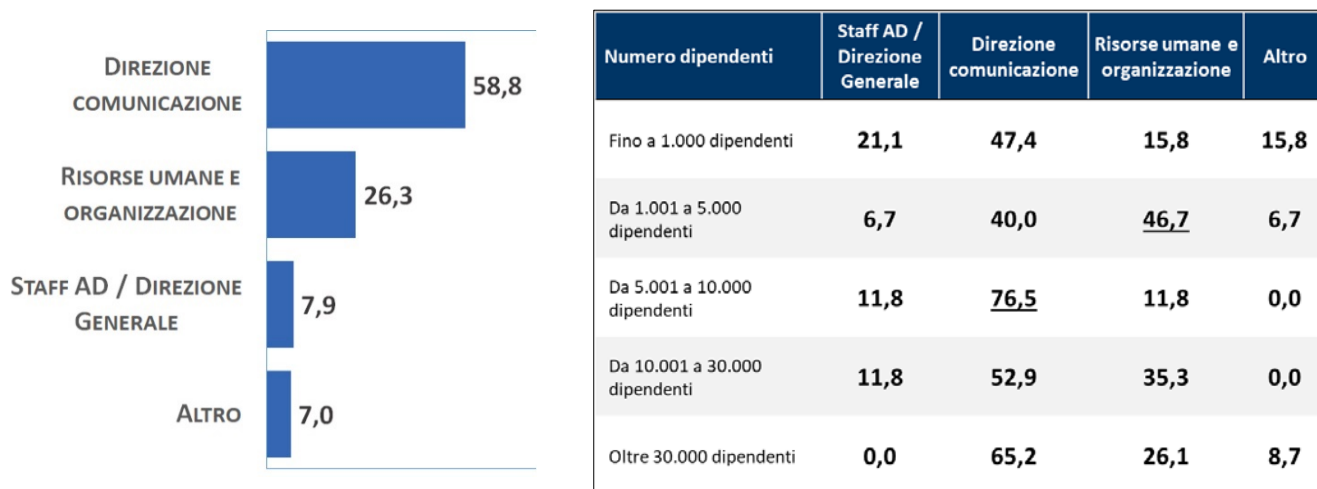 DIREZIONE
COMUNICAZIONE
58,8
RISORSE UMANE E
ORGANIZZAZIONE
26,3
STAFF AD / DIREZIONE
GENERALE
7,9
ALTRO
7,0
Numero dipendenti
Staff AD /
Direzione
Generale
Direzione
comunicazione
Risorse umane e
organizzazione
Altro
Fino a 1.000 dipendenti
21,1
47,4
15,8
15,8
Da 1.001 a 5.000
dipendenti
6,7
40,0
46,7
6,7
Da 5.001 a 10.000
dipendenti
11,8
76,5
11,8
0,0
Da 10.001 a 30.000
dipendenti
11,8
52,9
35,3
0,0
Oltre 30.000 dipendenti
0,0
65,2
26,1
8,7